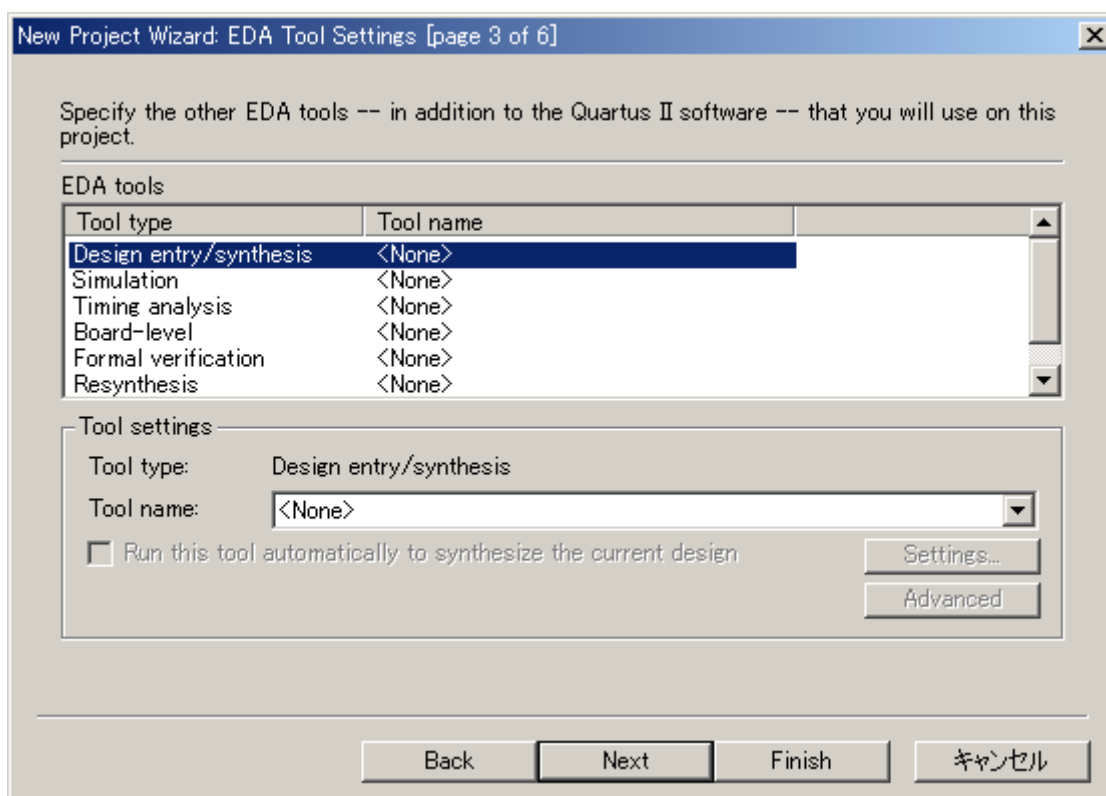 New Project Wizard: EDA Tool Settings [page 3 of 6]
Specify the other EDA tools -- in addition to the Quartus II software -- that you will use on this
project.
EDA tools
Tool type Tool name
Design entry/synthesis <None>
Simulation <None>
Timing analysis <None>
Board-level <None>
Formal verification <None>
Resynthesis <None>
Tool settings
Tool type: Design entry/synthesis
Tool name: <None>
Run this tool automatically to synthesize the current design Settings...
Advanced
Back Next Finish キャンセル